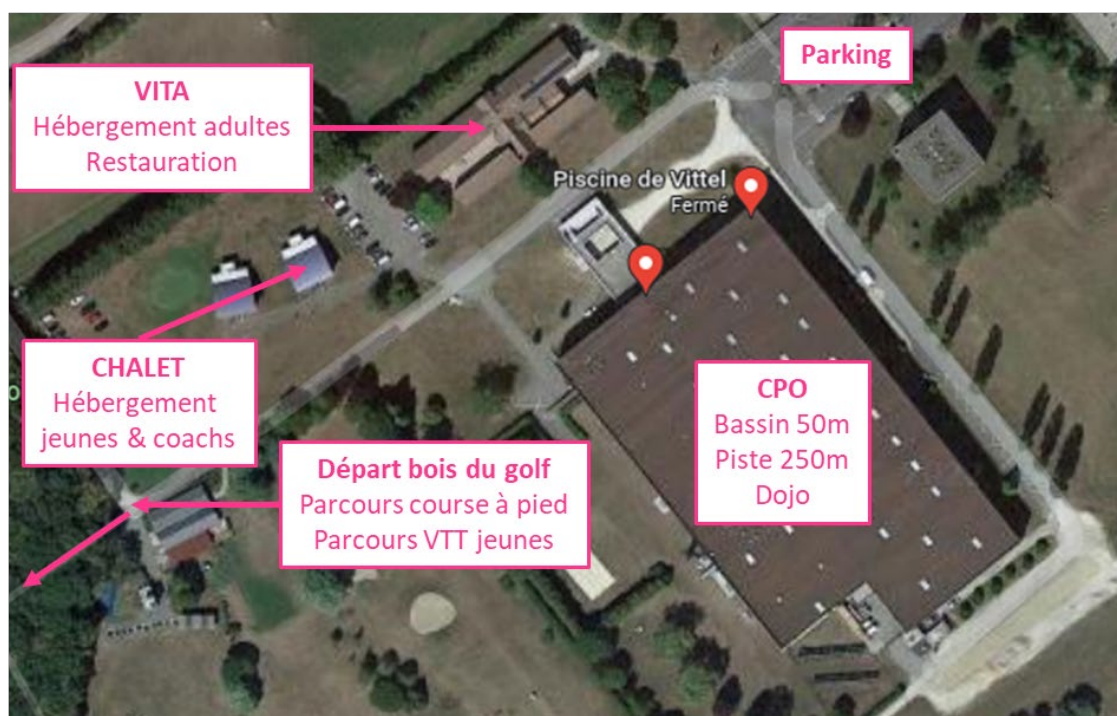 Parking
VITA
Hébergement adultes
Restauration
Piscine de Vittel
Fermé
CHALET
Hébergement
jeunes & coachs
CPO
Bassin 50m
Piste 250m
Dojo
Départ bois du golf
Parcours course à pied
Parcours VTT jeunes